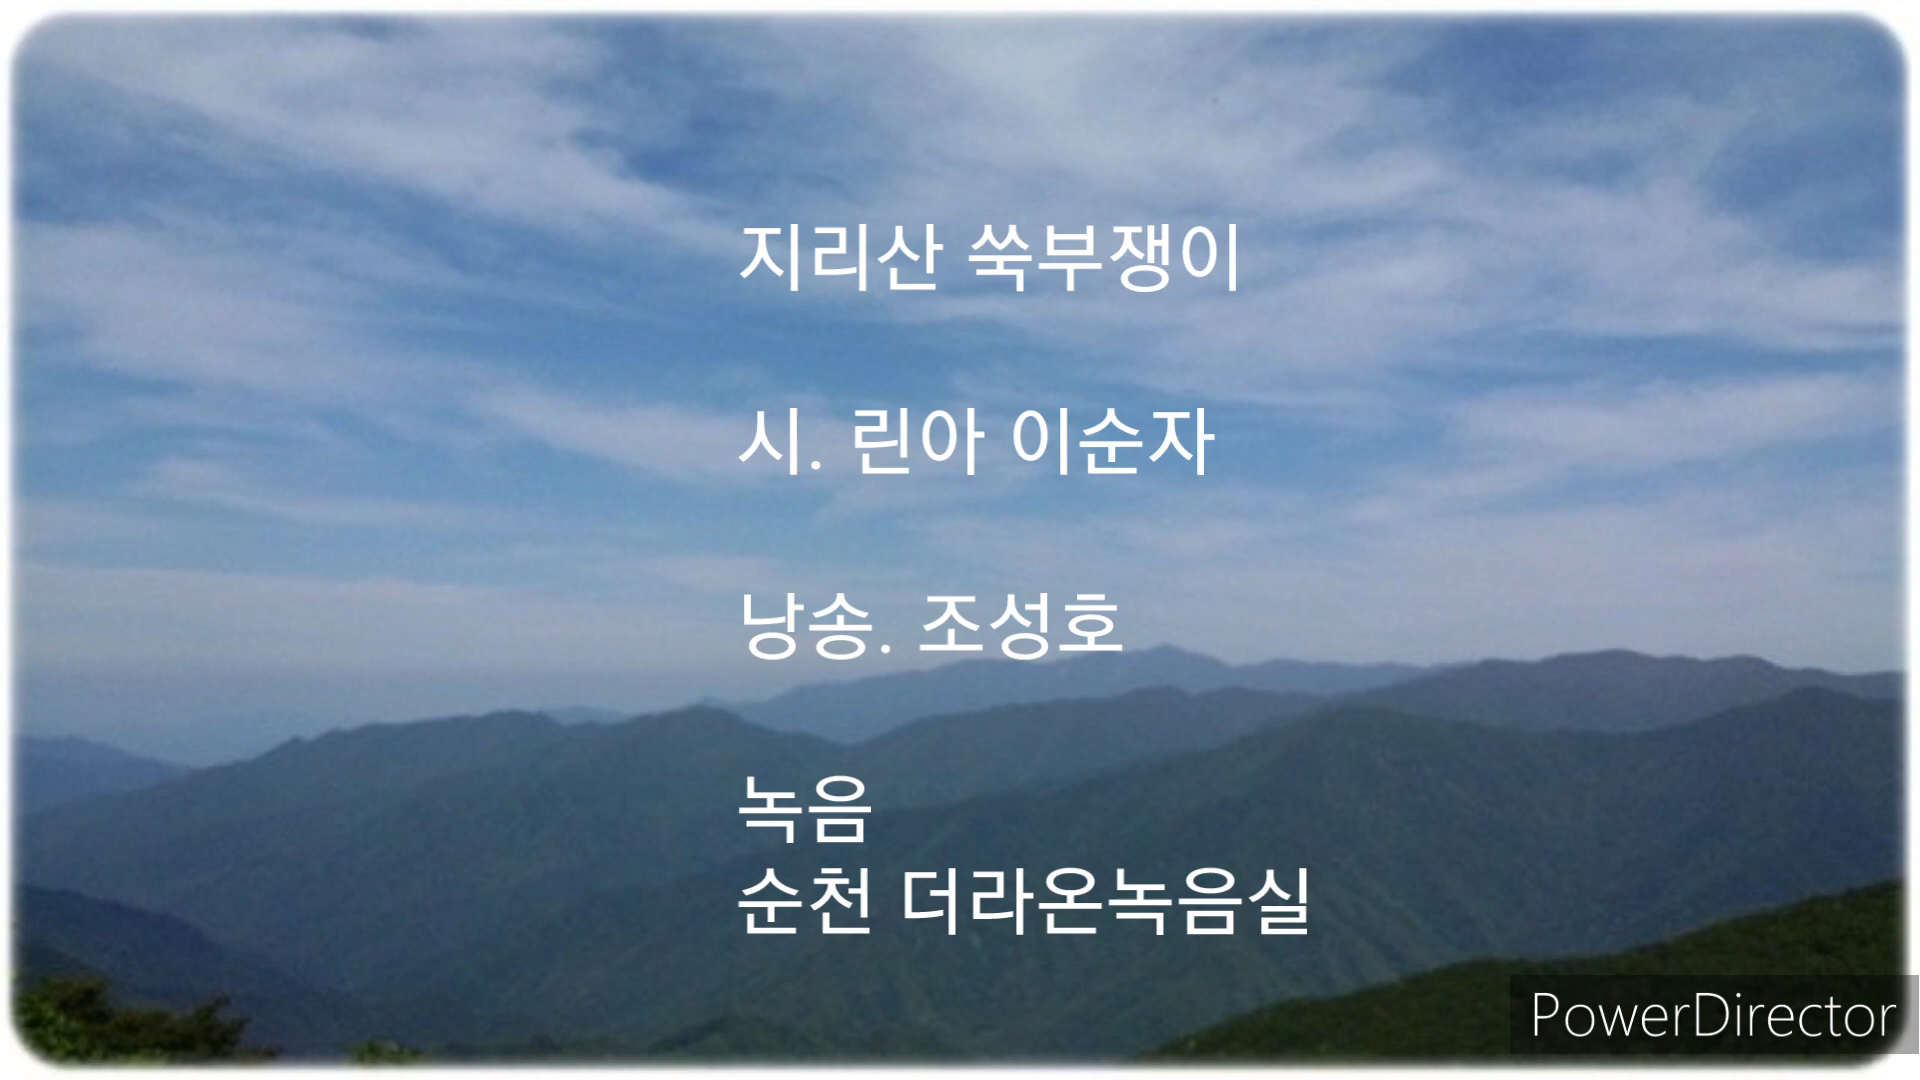 지리산 쑥부쟁이
시. 린아 이순자
낭송. 조성호
녹음
순천 더라온녹음실
PowerDirector